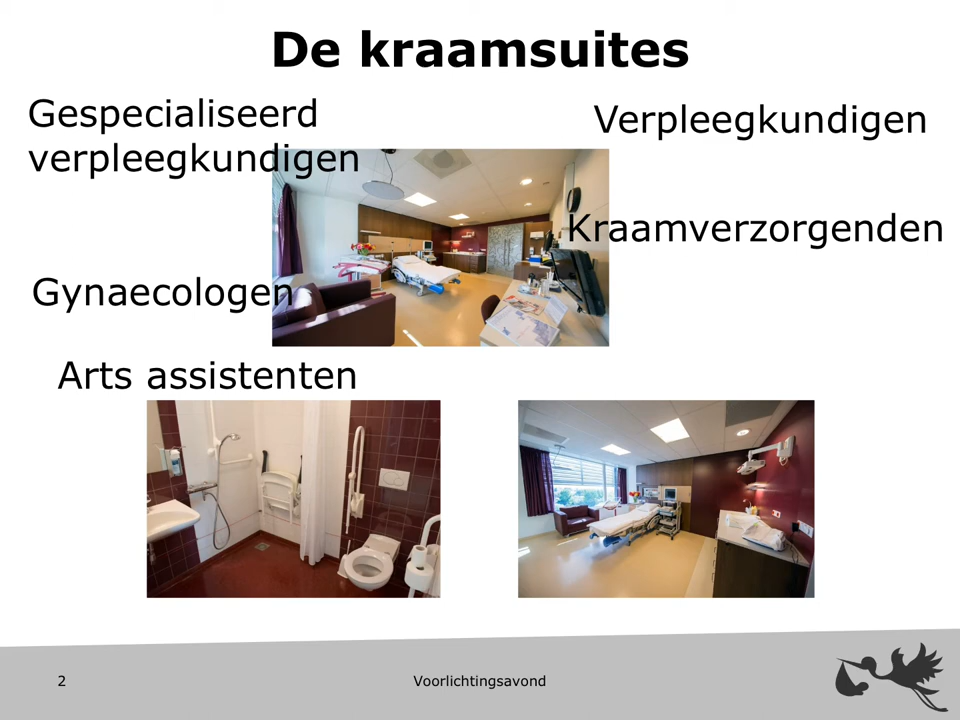 De kraamsuites
Gespecialiseerd
verpleegkundigen
Verpleegkundigen
Kraamverzorgenden
Gynaecologen
Arts assistenten
2
Voorlichtingsavond